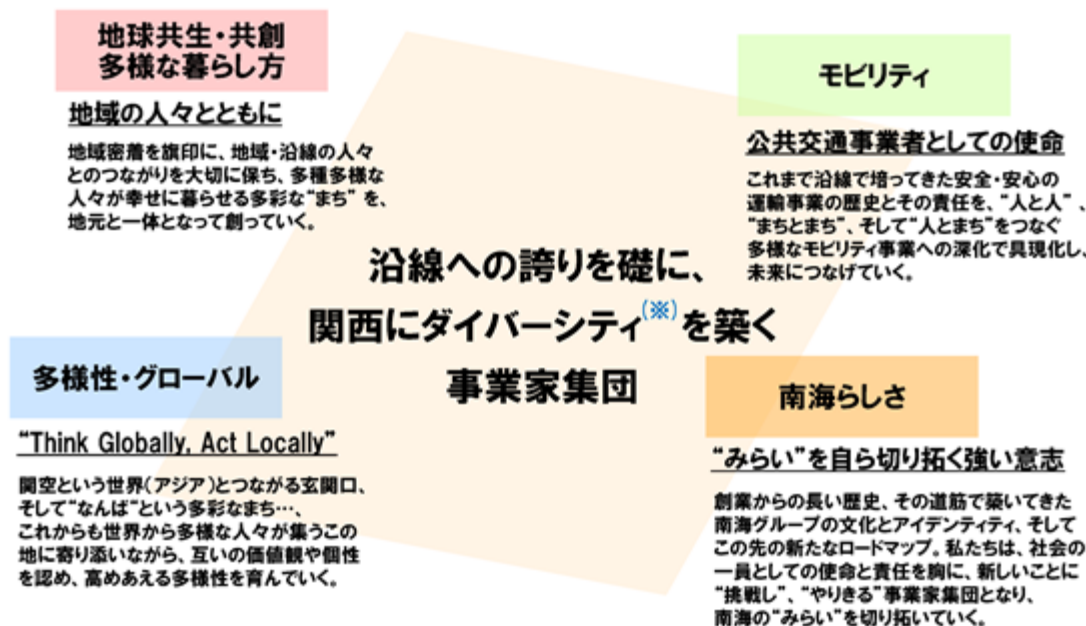 地球共生・共創
多様な暮らし方
地域の人々とともに
地域密着を旗印に、地域・沿線の人々
とのつながりを大切に保ち、多種多様な
人々が幸せに暮らせる多彩な“まち” を、
地元と一体となって創っていく。
モビリティ
公共交通事業者としての使命
これまで沿線で培ってきた安全・安心の
運輸事業の歴史とその責任を、“人と人” 、
“まちとまち”、そして“人とまち”をつなぐ
多様なモビリティ事業への深化で具現化し、
未来につなげていく。
沿線への誇りを礎に、
関西にダイバーシティ(※)を築く
事業家集団
多様性・グローバル
“Think Globally, Act Locally”
関空という世界(アジア)とつながる玄関口、
そして“なんば“という多彩なまち…、
これからも世界から多様な人々が集うこの
地に寄り添いながら、互いの価値観や個性
を認め、高めあえる多様性を育んでいく。
南海らしさ
“みらい”を自ら切り拓く強い意志
創業からの長い歴史、その道筋で築いてきた
南海グループの文化とアイデンティティ、そして
この先の新たなロードマップ。私たちは、社会の
一員としての使命と責任を胸に、新しいことに
“挑戦し”、“やりきる”事業家集団となり、
南海の“みらい”を切り拓いていく。